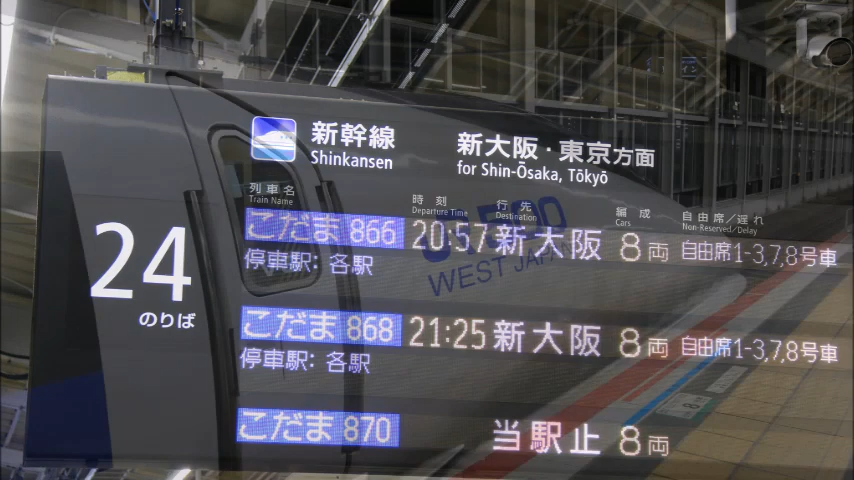 新幹線
Shinkansen
新大阪・東京方面
for Shin-Ōsaka, Tōkyō
列車名 時刻 行先 編成 自由席/遅れ
Train Name Departure Time Destination Cars Non-Reserved/Delay
こだま 866 20:57 新大阪 8両 自由席1-3,7,8号車
停車駅: 各駅
こだま 868 21:25 新大阪 8両 自由席1-3,7,8号車
停車駅: 各駅
こだま 870 当駅止 8両
24
のりば
WEST JAPAN